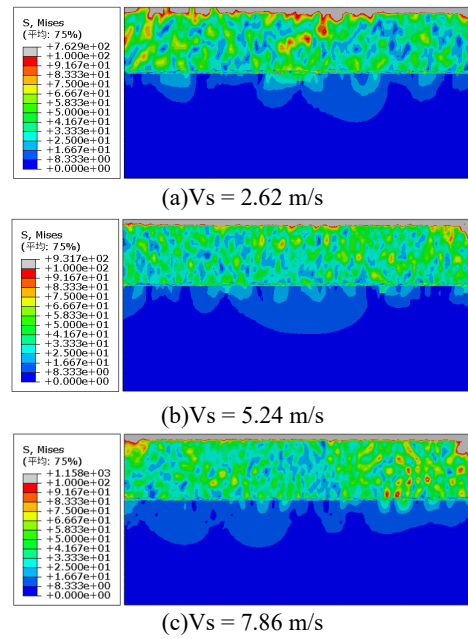 S, Mises
(平均: 75%)
+7.629e+02
+1.000e+02
+9.167e+01
+8.333e+01
+7.500e+01
+6.667e+01
+5.833e+01
+5.000e+01
+4.167e+01
+3.333e+01
+2.500e+01
+1.667e+01
+8.333e+00
+0.000e+00
(a)Vs = 2.62 m/s
S, Mises
(平均: 75%)
+9.317e+02
+1.000e+02
+9.167e+01
+8.333e+01
+7.500e+01
+6.667e+01
+5.833e+01
+5.000e+01
+4.167e+01
+3.333e+01
+2.500e+01
+1.667e+01
+8.333e+00
+0.000e+00
(b)Vs = 5.24 m/s
S, Mises
(平均: 75%)
+1.158e+03
+1.000e+02
+9.167e+01
+8.333e+01
+7.500e+01
+6.667e+01
+5.833e+01
+5.000e+01
+4.167e+01
+3.333e+01
+2.500e+01
+1.667e+01
+8.333e+00
+0.000e+00
(c)Vs = 7.86 m/s